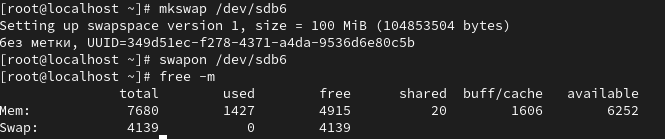 [root@localhost ~]# mkswap /dev/sdb6
Setting up swapspace version 1, size = 100 MiB (104853504 bytes)
без метки, UUID=349d51ec-f278-4371-a4da-9536d6e80c5b
[root@localhost ~]# swapon /dev/sdb6
[root@localhost ~]# free -m
total used free shared buff/cache available
Mem: 7680 1427 4915 20 1606 6252
Swap: 4139 0 4139